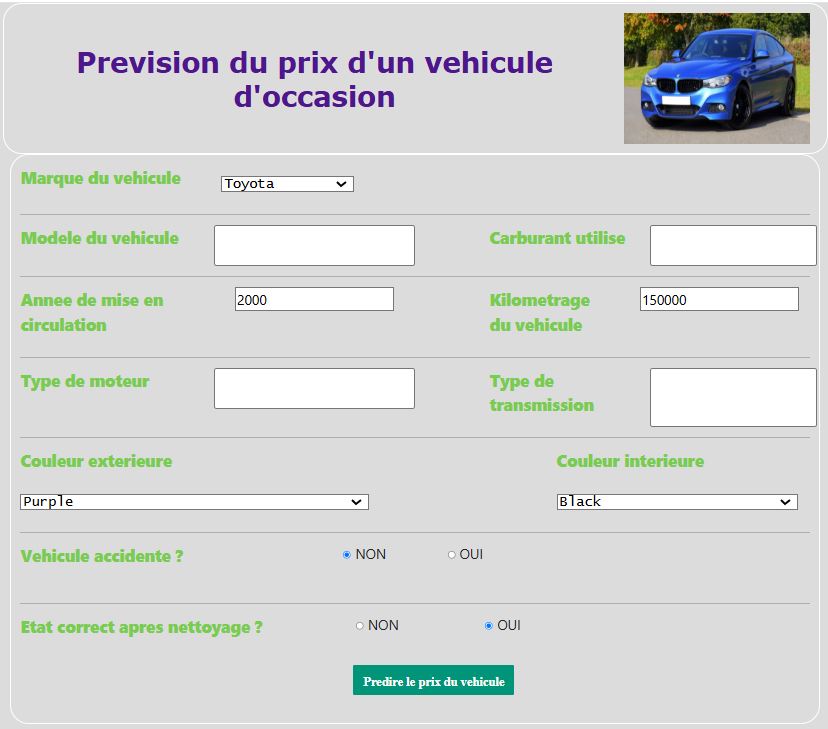 Prevision du prix d'un vehicule
d'occasion
Marque du vehicule
Toyota
Modele du vehicule
Carburant utilise
Annee de mise en
circulation
2000
Kilometrage
du vehicule
150000
Type de moteur
Type de
transmission
Couleur exterieure
Couleur interieure
Purple
Black
Vehicule accidente ?
NON
OUI
Etat correct apres nettoyage ?
NON
OUI
Predire le prix du vehicule